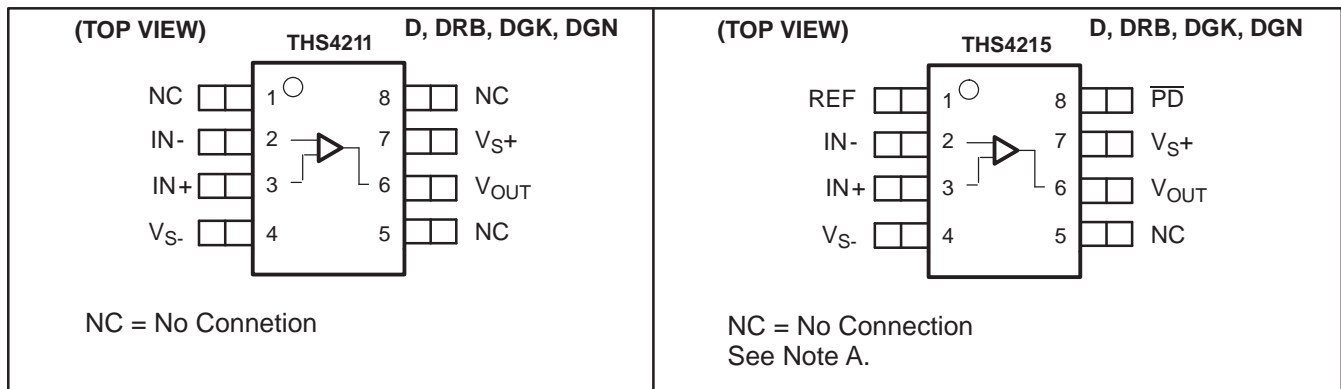 (TOP VIEW) D, DRB, DGK, DGN
THS4211
NC 1 8 NC
IN- 2 7 VS+
IN+ 3 6 VOUT
VS- 4 5 NC
NC = No Connetion
(TOP VIEW) D, DRB, DGK, DGN
THS4215
REF 1 8 P̅D̅
IN- 2 7 VS+
IN+ 3 6 VOUT
VS- 4 5 NC
NC = No Connection
See Note A.